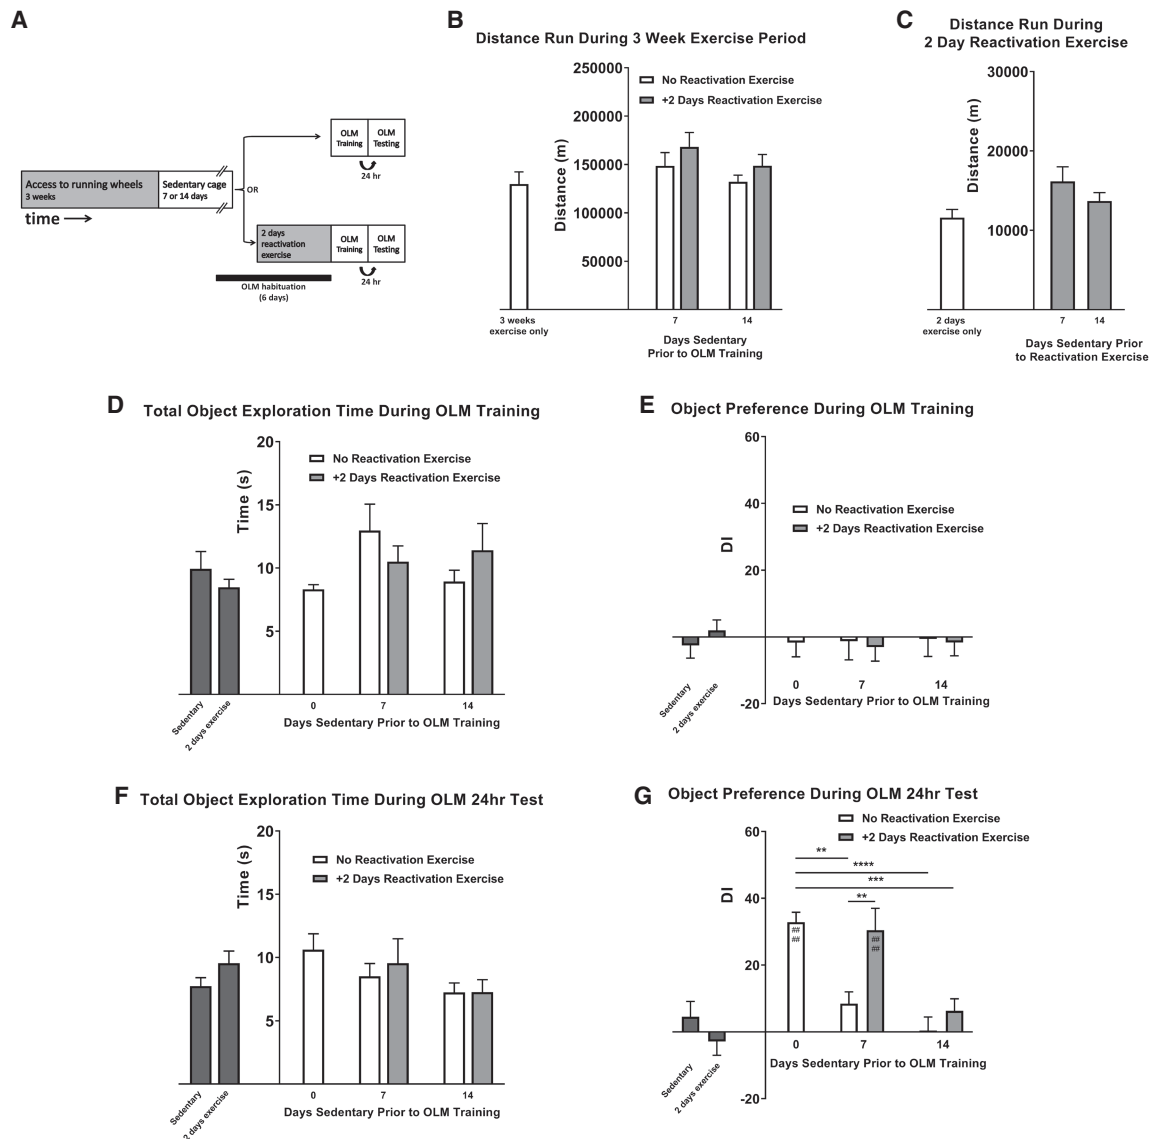 A
Access to running wheels
3 weeks
Sedentary cage
7 or 14 days
time
OR
OLM
Training
OLM
Testing
24 hr
2 days
reactivation
exercise
OLM
Training
OLM
Testing
24 hr
OLM habituation
(6 days)
B
Distance Run During 3 Week Exercise Period
No Reactivation Exercise
+2 Days Reactivation Exercise
Distance (m)
250000
200000
150000
100000
50000
3 weeks
exercise only
7
14
Days Sedentary
Prior to OLM Training
C
Distance Run During
2 Day Reactivation Exercise
Distance (m)
30000
20000
10000
2 days
exercise only
7
14
Days Sedentary Prior
to Reactivation Exercise
D
Total Object Exploration Time During OLM Training
No Reactivation Exercise
+2 Days Reactivation Exercise
Time (s)
20
15
10
5
Sedentary
2 days exercise
0
7
14
Days Sedentary Prior to OLM Training
E
Object Preference During OLM Training
No Reactivation Exercise
+2 Days Reactivation Exercise
DI
60
40
20
-20
Sedentary
2 days exercise
0
7
14
Days Sedentary Prior to OLM Training
F
Total Object Exploration Time During OLM 24hr Test
No Reactivation Exercise
+2 Days Reactivation Exercise
Time (s)
20
15
10
5
Sedentary
2 days exercise
0
7
14
Days Sedentary Prior to OLM Training
G
Object Preference During OLM 24hr Test
No Reactivation Exercise
+2 Days Reactivation Exercise
DI
60
40
20
-20
**
****
***
**
##
##
##
##
Sedentary
2 days exercise
0
7
14
Days Sedentary Prior to OLM Training